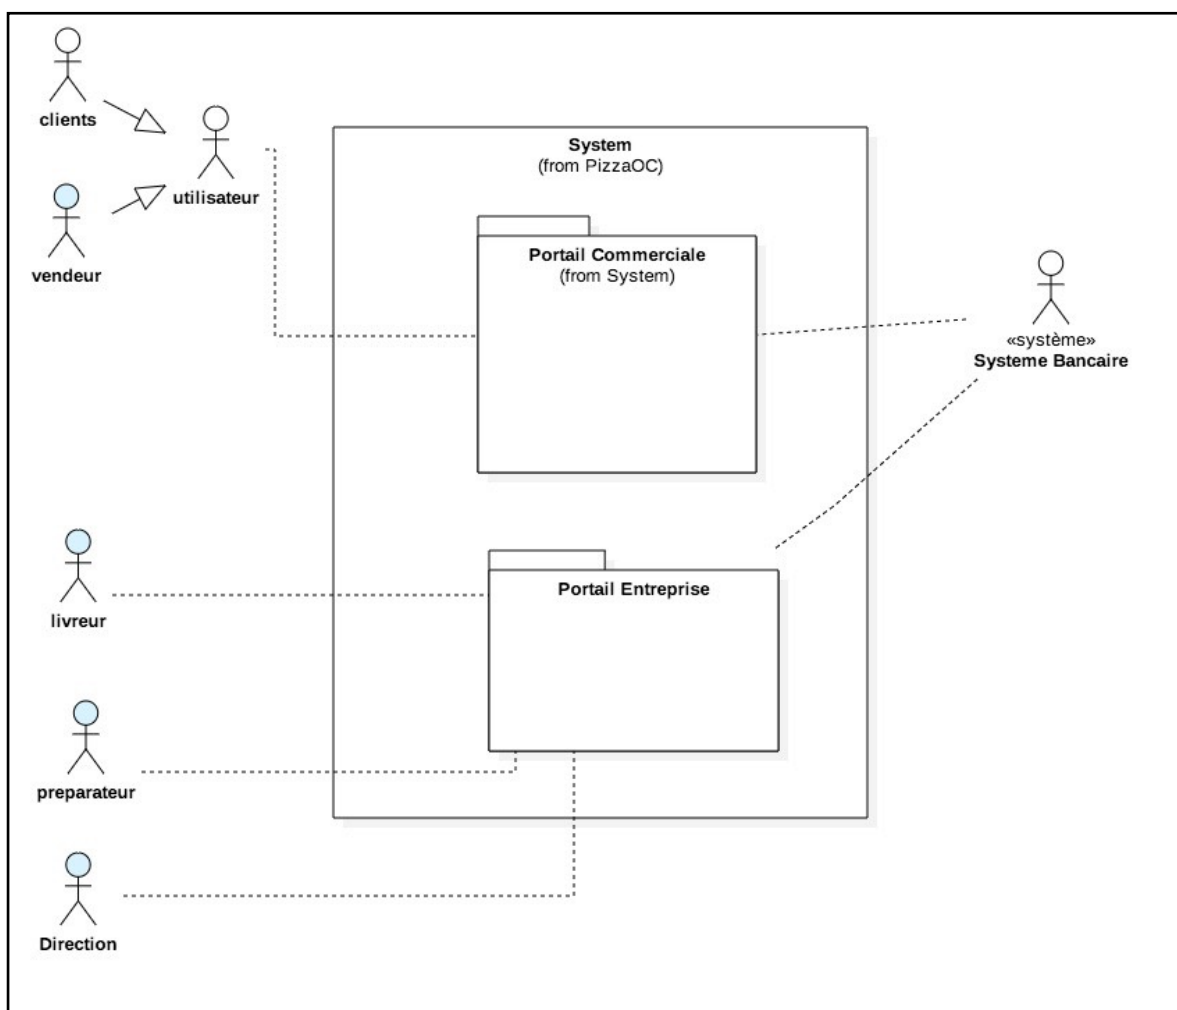 clients
utilisateur
vendeur
System
(from PizzaOC)
Portail Commerciale
(from System)
«système»
Systeme Bancaire
livreur
Portail Entreprise
preparateur
Direction